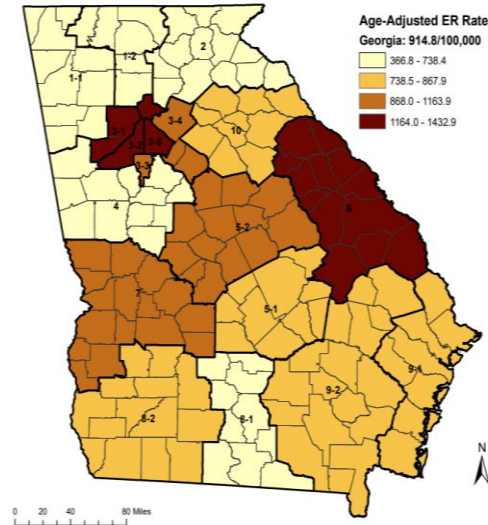 Age-Adjusted ER Rate
Georgia: 914.8/100,000
366.8 - 738.4
738.5 - 867.9
868.0 - 1163.9
1164.0 - 1432.9
1-2
2
1-1
3-1
3-4
10
3-2
3-5
3-3
4
6
5-2
7
5-1
9-1
9-2
8-2
8-1
N
0 20 40 80 Miles